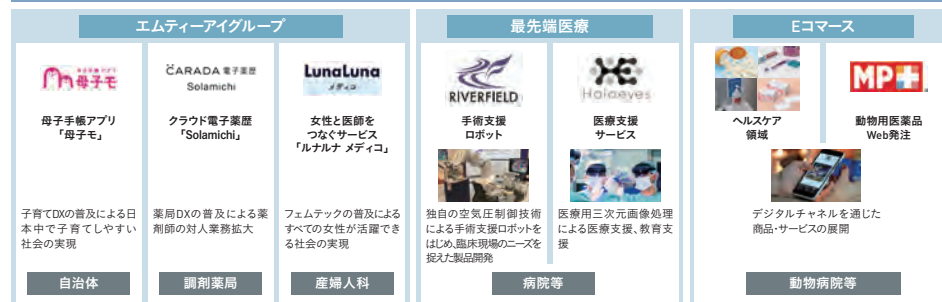 エムティーアイグループ
母子手帳アプリ
母子モ
母子手帳アプリ
「母子モ」
子育てDXの普及による日
本中で子育てしやすい
社会の実現
自治体
CARADA 電子薬歴
Solamichi
クラウド電子薬歴
「Solamichi」
薬局DXの普及による薬
剤師の対人業務拡大
調剤薬局
LunaLuna
メディコ
女性と医師を
つなぐサービス
「ルナルナ メディコ」
フェムテックの普及による
すべての女性が活躍でき
る社会の実現
産婦人科
最先端医療
RIVERFIELD
手術支援
ロボット
独自の空気圧制御技術
による手術支援ロボットを
はじめ、臨床現場のニーズを
捉えた製品開発
Holoeyes
医療支援
サービス
医療用三次元画像処理
による医療支援、教育支
援
病院等
Eコマース
ヘルスケア
領域
MP
動物用医薬品
Web発注
デジタルチャネルを通じた
商品・サービスの展開
動物病院等